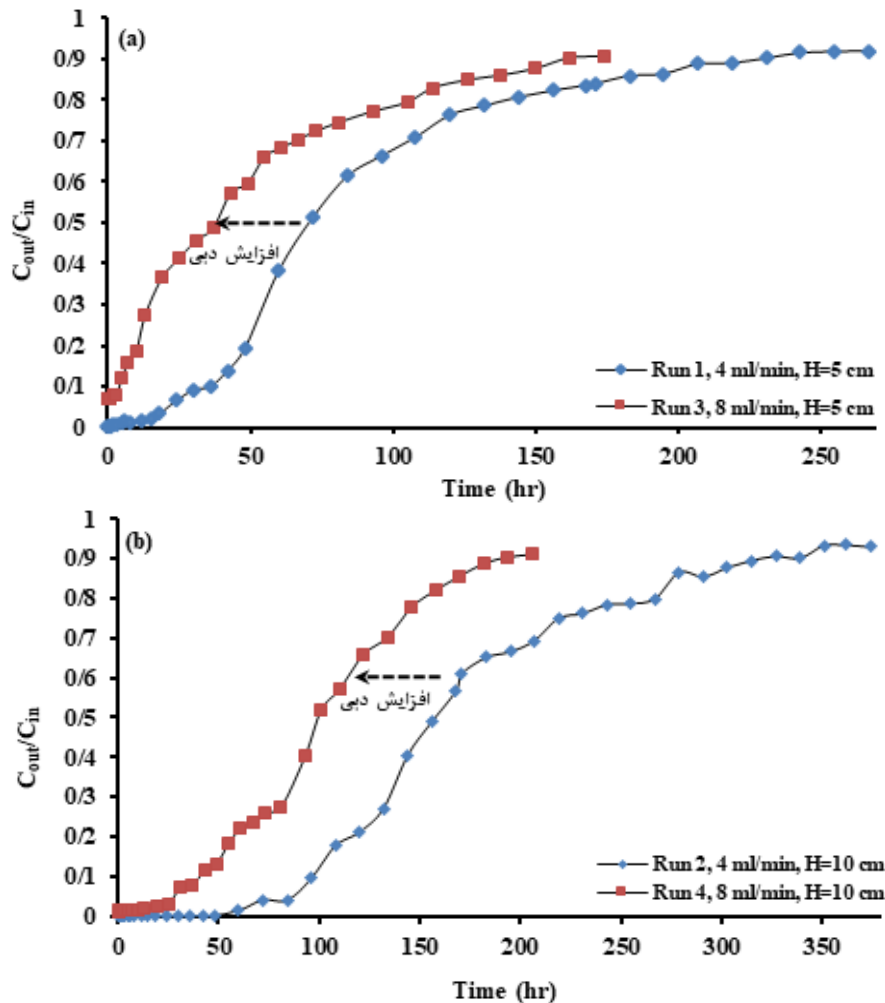 (a)
1
0/9
0/8
0/7
0/6
0/5
0/4
0/3
0/2
0/1
0
C_out/C_in
افزایش دبی
Run 1, 4 ml/min, H=5 cm
Run 3, 8 ml/min, H=5 cm
0 50 100 150 200 250
Time (hr)
(b)
1
0/9
0/8
0/7
0/6
0/5
0/4
0/3
0/2
0/1
0
C_out/C_in
افزایش دبی
Run 2, 4 ml/min, H=10 cm
Run 4, 8 ml/min, H=10 cm
0 50 100 150 200 250 300 350
Time (hr)